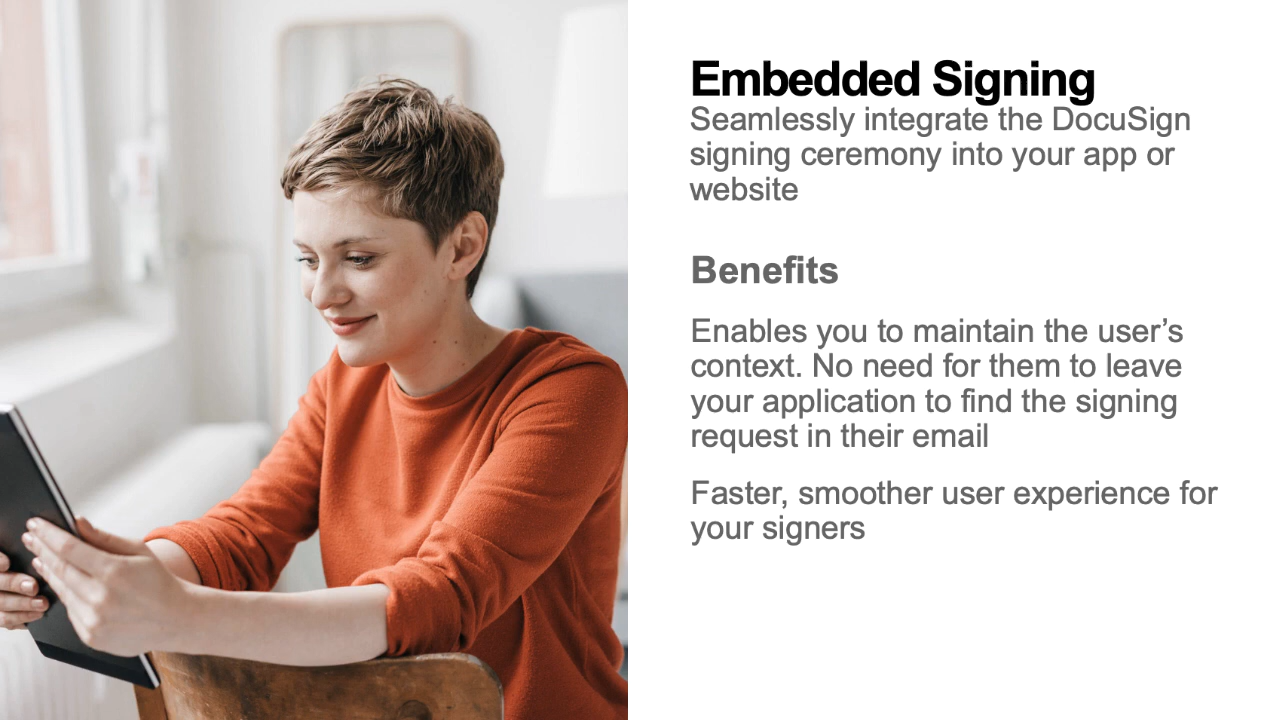 Embedded Signing
Seamlessly integrate the DocuSign
signing ceremony into your app or
website
Benefits
Enables you to maintain the user’s
context. No need for them to leave
your application to find the signing
request in their email
Faster, smoother user experience for
your signers